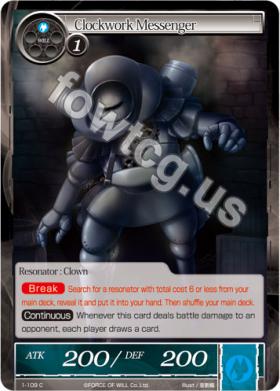 Clockwork Messenger
WILL
1
fowtcg.us
Resonator : Clown
Break Search for a resonator with total cost 6 or less from your
main deck, reveal it and put it into your hand. Then shuffle your main deck.
Continuous Whenever this card deals battle damage to an
opponent, each player draws a card.
ATK 200/ DEF 200
1-109 C ©FORCE OF WILL Co.,Ltd. Rust /